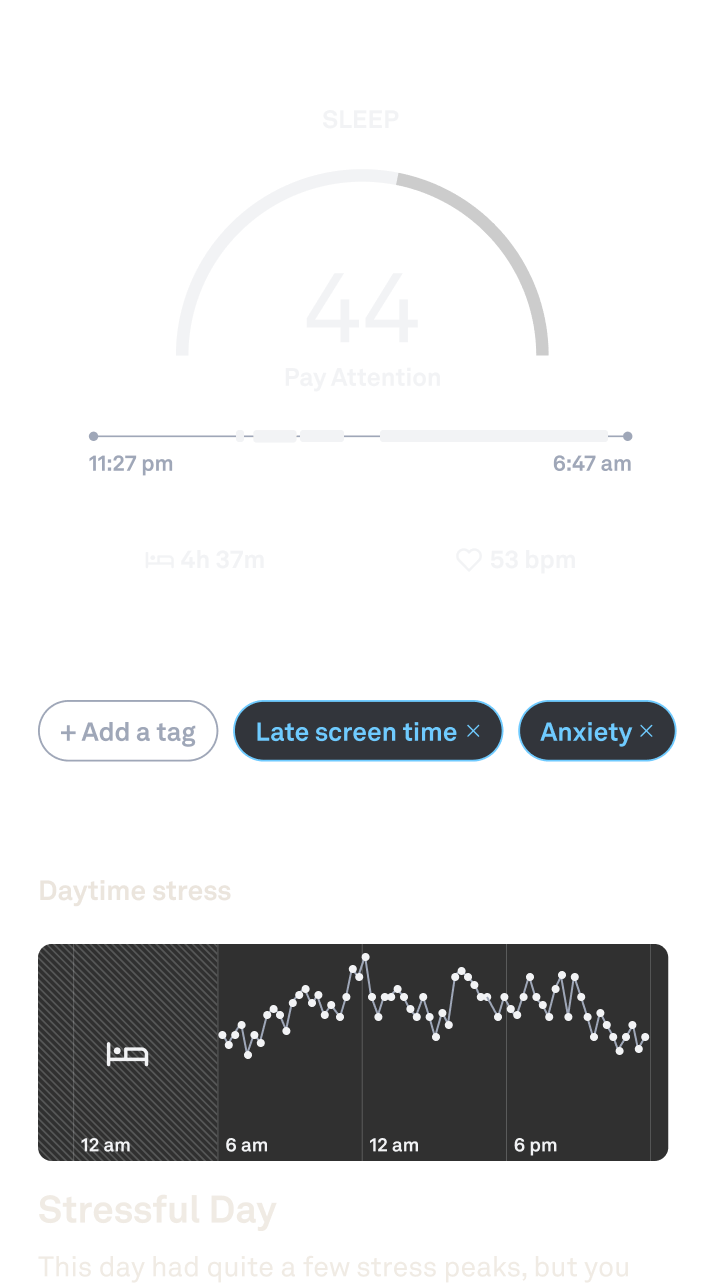 SLEEP
44
Pay Attention
11:27 pm 6:47 am
4h 37m 53 bpm
+ Add a tag Late screen time × Anxiety ×
Daytime stress
12 am 6 am 12 am 6 pm
Stressful Day
This day had quite a few stress peaks, but you